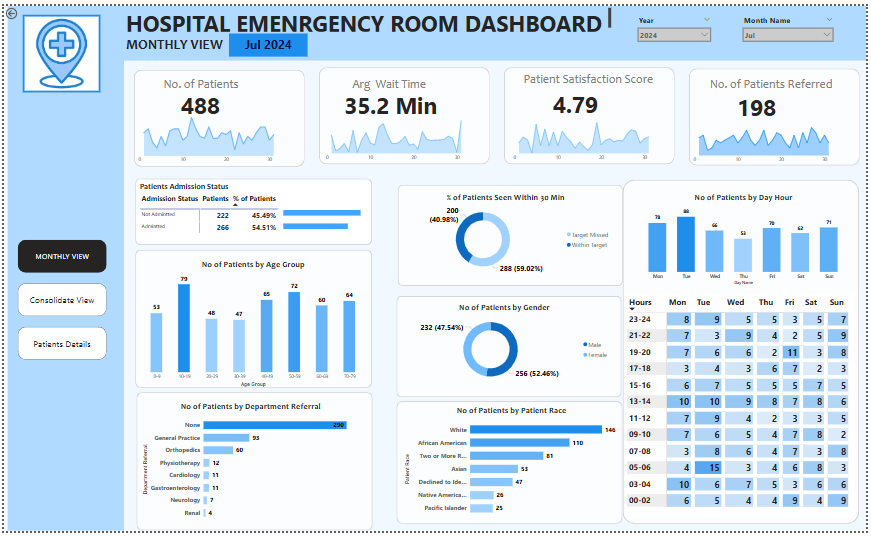 HOSPITAL EMENRGENCY ROOM DASHBOARD
MONTHLY VIEW
Jul 2024
Year
2024
Month Name
Jul
No. of Patients
488
0 10 20 30
Arg Wait Time
35.2 Min
0 10 20 30
Patient Satisfaction Score
4.79
0 10 20 30
No. of Patients Referred
198
0 10 20 30
MONTHLY VIEW
Consolidate View
Patients Details
Patients Admission Status
Admission Status Patients % of Patients
Not Admitted 222 45.49%
Admitted 266 54.51%
No of Patients by Age Group
53 79 48 47 65 72 60 64
0-9 10-19 20-29 30-39 40-49 50-59 60-69 70-79
Age Group
No of Patients by Department Referral
Department Referral
None 290
General Practice 93
Orthopedics 60
Physiotherapy 12
Cardiology 11
Gastroenterology 11
Neurology 7
Renal 4
% of Patients Seen Within 30 Min
200
(40.98%)
288 (59.02%)
Target Missed
Within Target
No of Patients by Gender
232 (47.54%)
256 (52.46%)
Male
Female
No of Patients by Patient Race
Patient Race
White 146
African American 110
Two or More R... 81
Asian 53
Declined to Ide... 47
Native America... 26
Pacific Islander 25
No of Patients by Day Hour
78 88 66 53 70 62 71
Mon Tue Wed Thu Fri Sat Sun
Day Name
Hours Mon Tue Wed Thu Fri Sat Sun
23-24 8 9 5 5 3 5 7
21-22 7 3 9 4 2 5 9
19-20 7 6 6 2 11 3 8
17-18 3 4 3 6 7 2 3
15-16 6 7 5 5 5 7 5
13-14 10 10 9 8 7 8 6
11-12 7 9 4 2 3 3 5
09-10 7 6 5 4 7 8 2
07-08 3 8 6 4 7 3 8
05-06 4 15 3 4 6 8 3
03-04 10 6 7 5 3 6 6
00-02 6 5 4 4 9 4 9